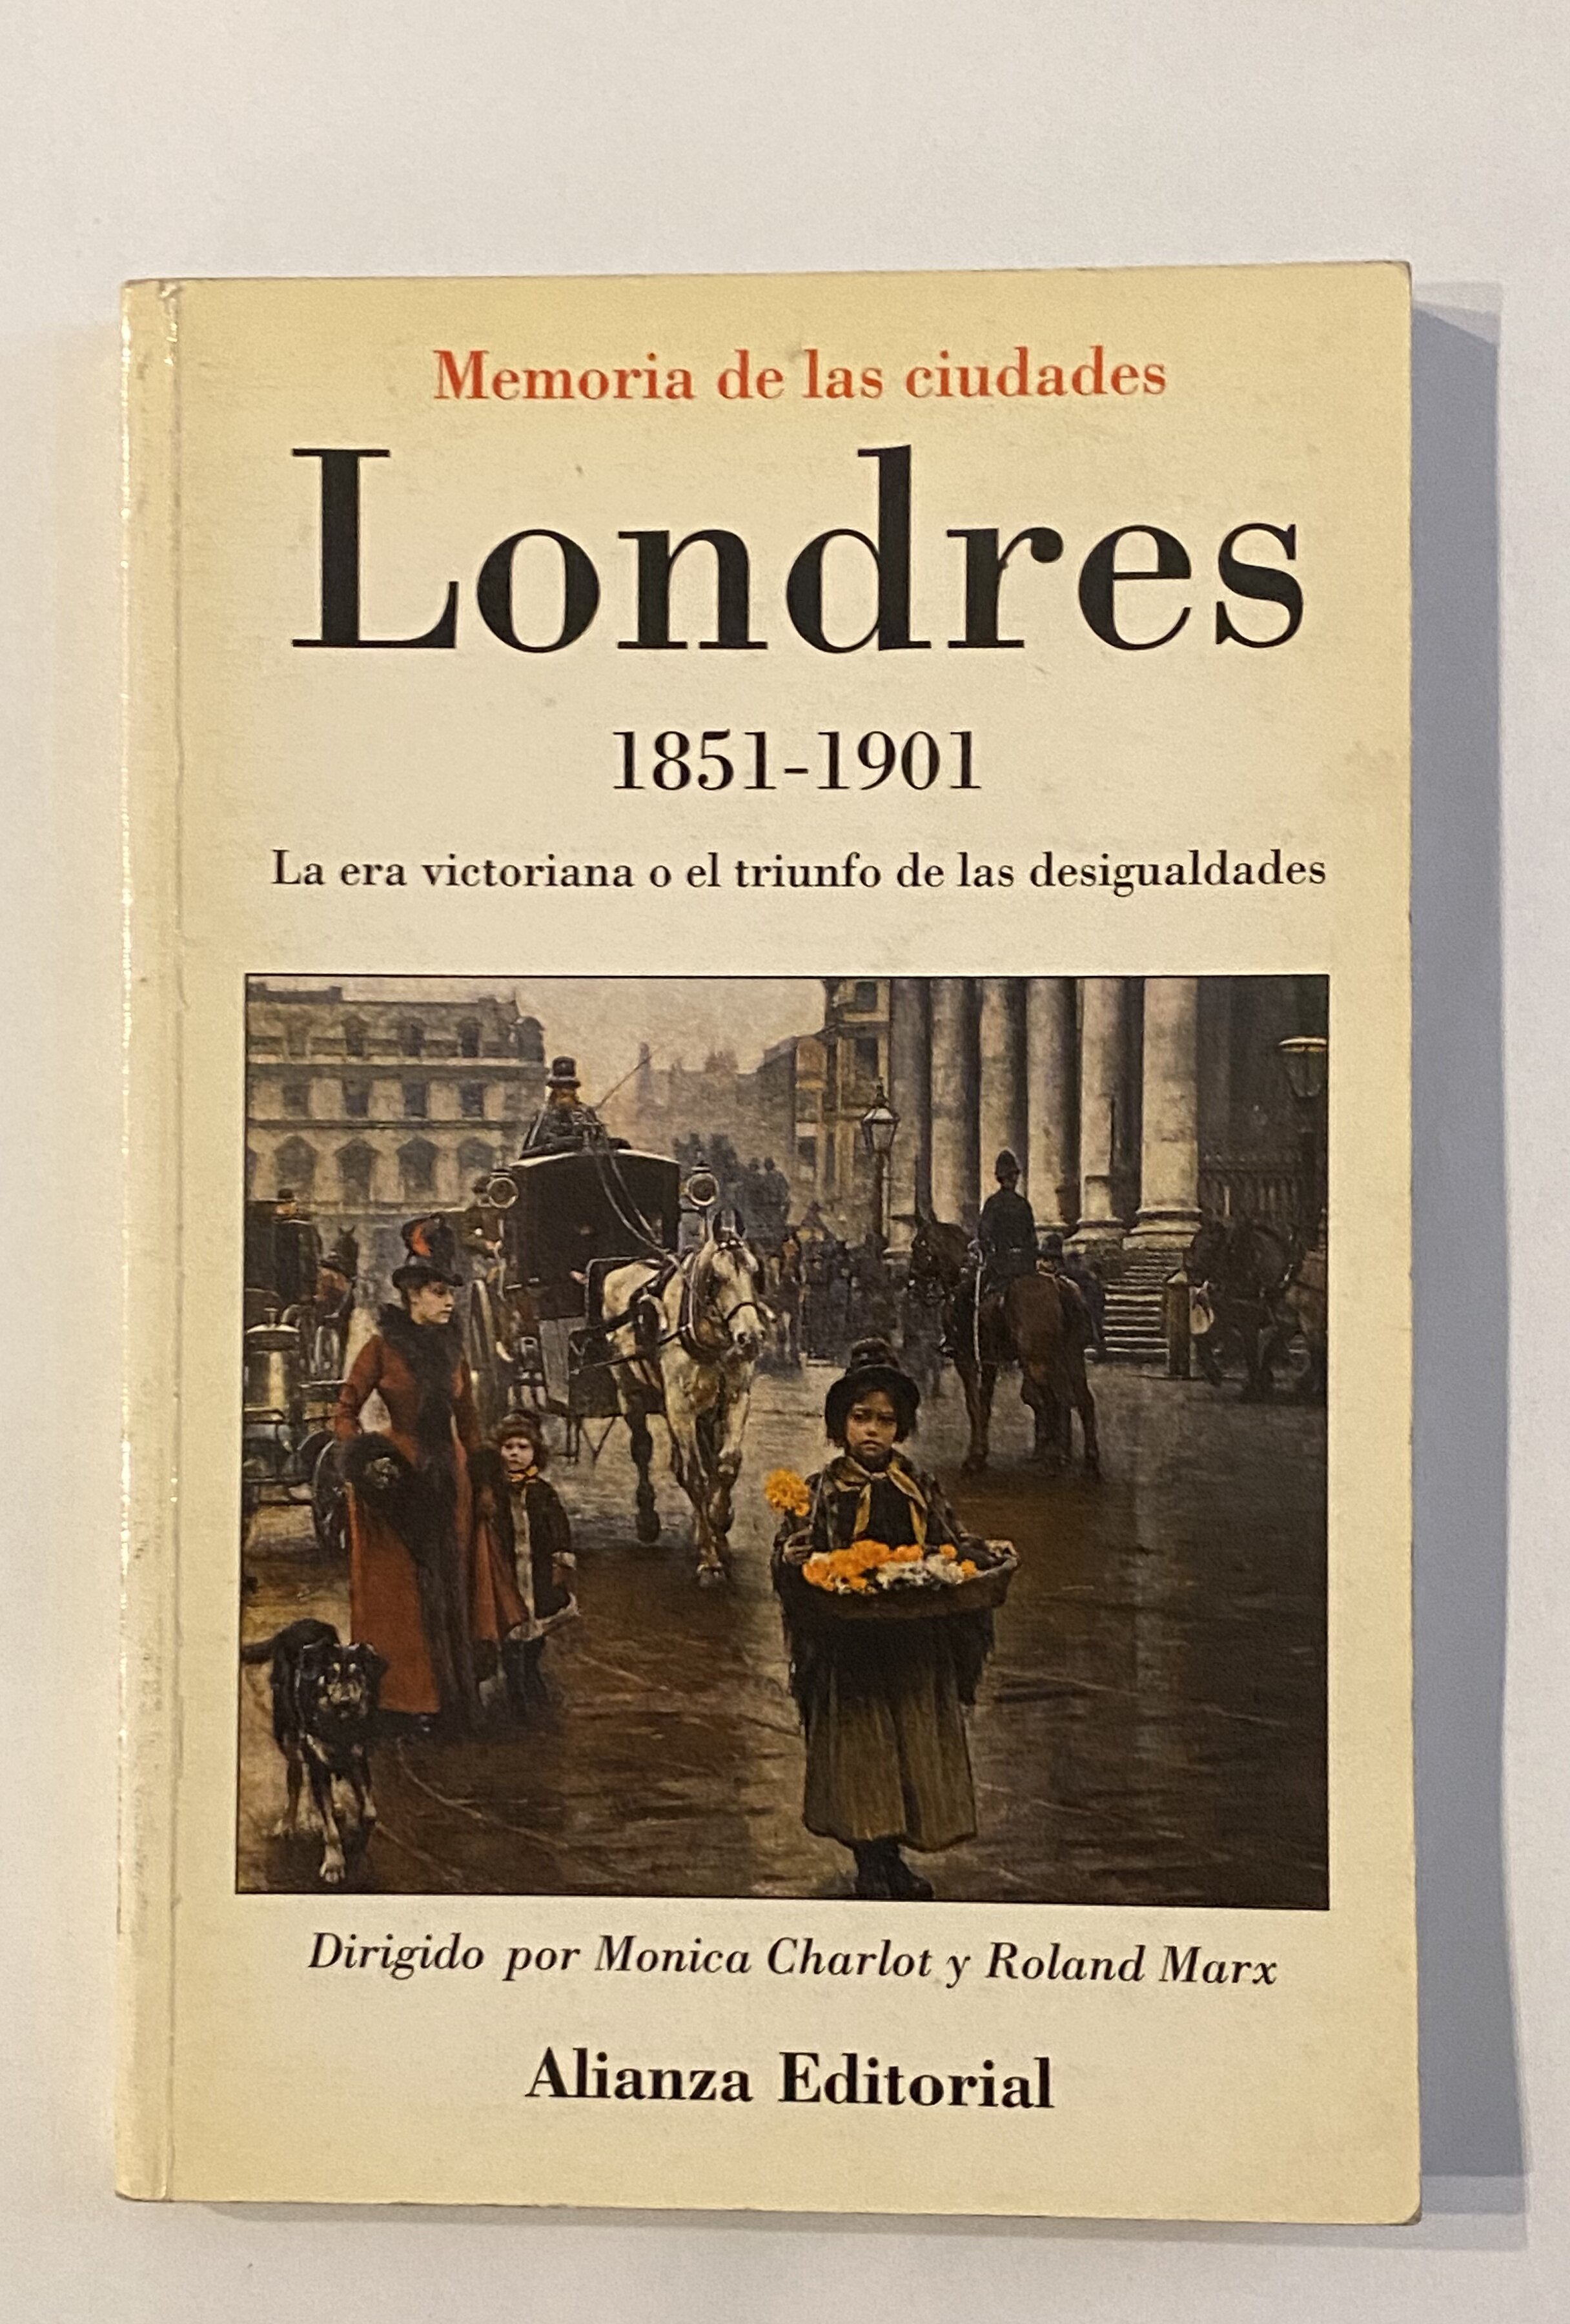 Memoria de las ciudades
Londres
1851-1901
La era victoriana o el triunfo de las desigualdades
Dirigido por Monica Charlot y Roland Marx
Alianza Editorial